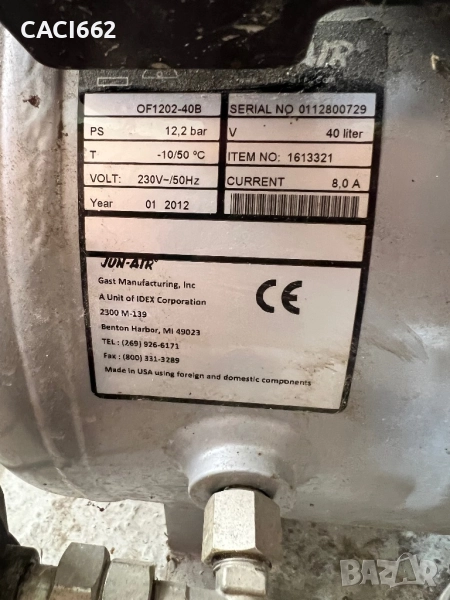 CACI662
OF1202-40B SERIAL NO 0112800729
PS 12,2 bar V 40 liter
T -10/50 ºC ITEM NO: 1613321
VOLT: 230V~/50Hz CURRENT 8,0 A
Year 01 2012
JUN-AIR®
Gast Manufacturing, Inc
A Unit of IDEX Corporation
2300 M-139
Benton Harbor, MI 49023
TEL : (269) 926-6171
Fax : (800) 331-3289
Made in USA using foreign and domestic components
CE
bazar.bg